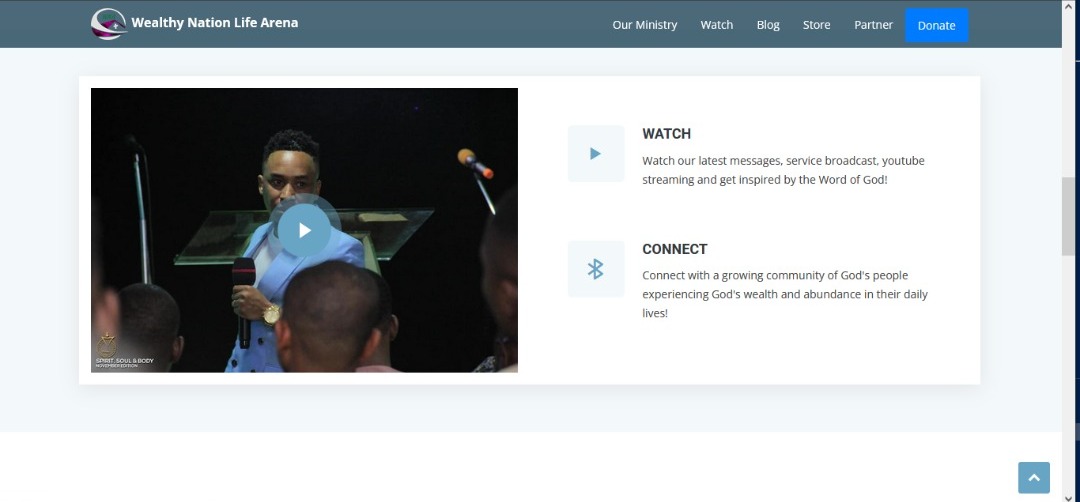 Wealthy Nation Life Arena
Our Ministry Watch Blog Store Partner Donate
WATCH
Watch our latest messages, service broadcast, youtube
streaming and get inspired by the Word of God!
CONNECT
Connect with a growing community of God's people
experiencing God's wealth and abundance in their daily
lives!
SPIRIT, SOUL & BODY
NOVEMBER EDITION